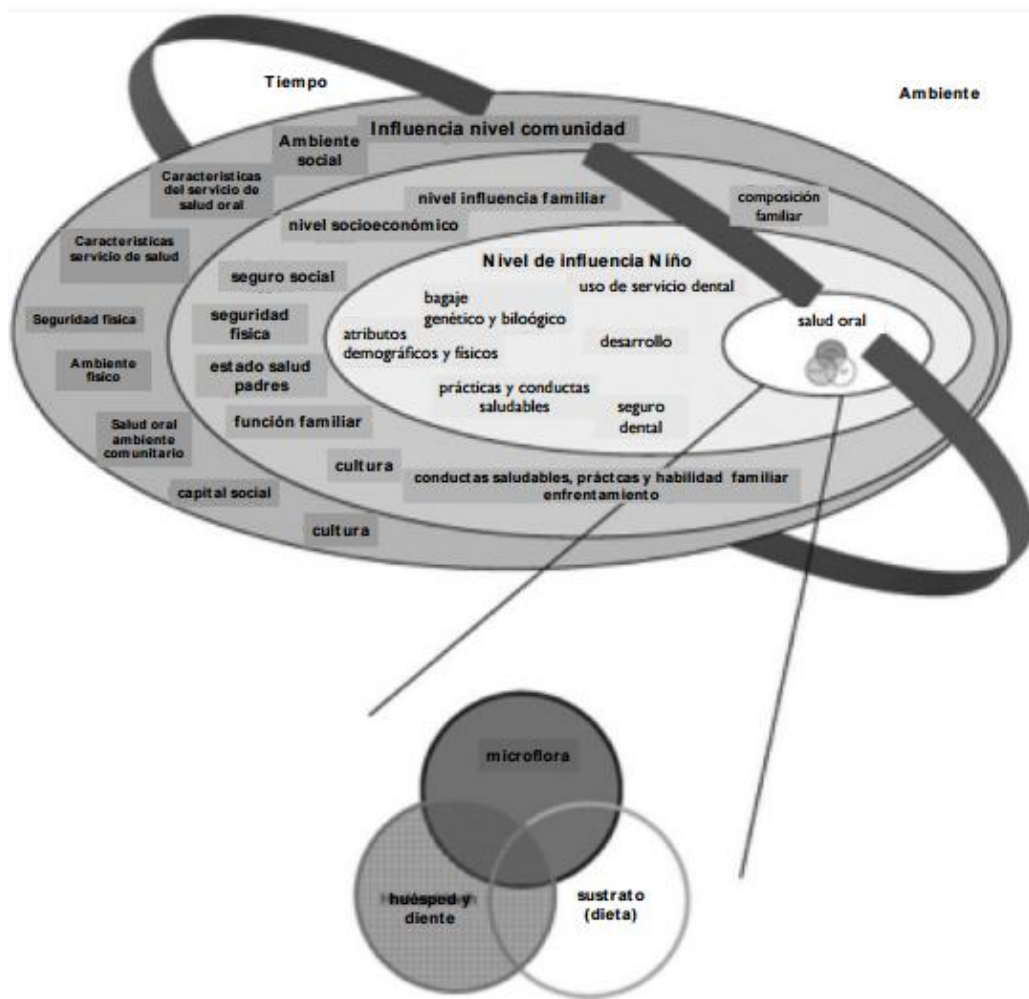 Tiempo
Ambiente
Influencia nivel comunidad
Ambiente
social
Caracteristicas
del servicio de
salud oral
nivel influencia familiar
composición
familiar
nivel socioeconómico
Caracteristicas
servicio de salud
Nivel de influencia Niño
seguro social
uso de servicio dental
bagaje
genético y biloógico
Seguridad física
seguridad
física
atributos
demográficos y físicos
desarrollo
salud oral
Ambiente
físico
estado salud
padres
prácticas y conductas
saludables
seguro
dental
Salud oral
ambiente
comunitario
función familiar
cultura
conductas saludables, práctcas y habilidad familiar
enfrentamiento
capital social
cultura
microflora
huésped y
diente
sustrato
(dieta)